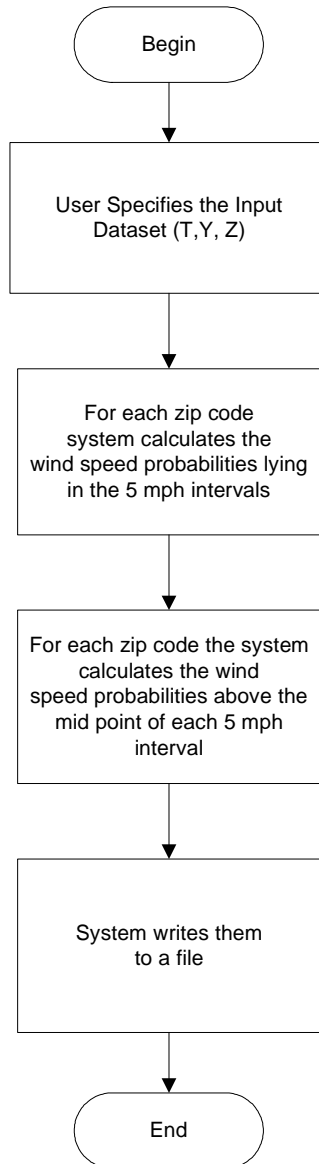 Begin
User Specifies the Input
Dataset (T,Y, Z)
For each zip code
system calculates the
wind speed probabilities lying
in the 5 mph intervals
For each zip code the system
calculates the wind
speed probabilities above the
mid point of each 5 mph
interval
System writes them
to a file
End